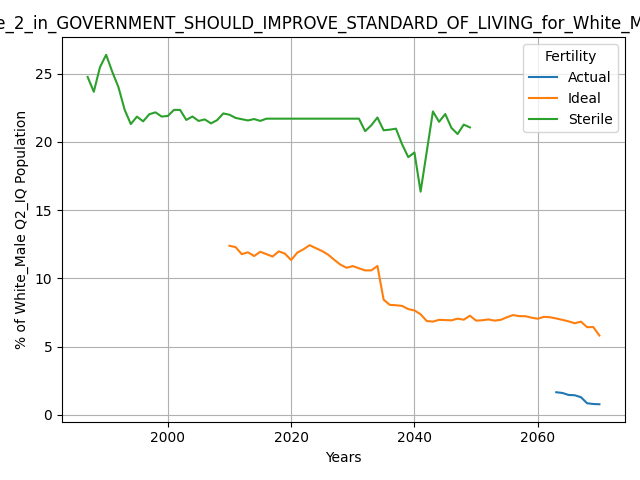 e_2_in_GOVERNMENT_SHOULD_IMPROVE_STANDARD_OF_LIVING_for_White_M
Fertility
Actual
Ideal
Sterile
% of White_Male Q2_IQ Population
25
20
15
10
5
0
2000
2020
2040
2060
Years